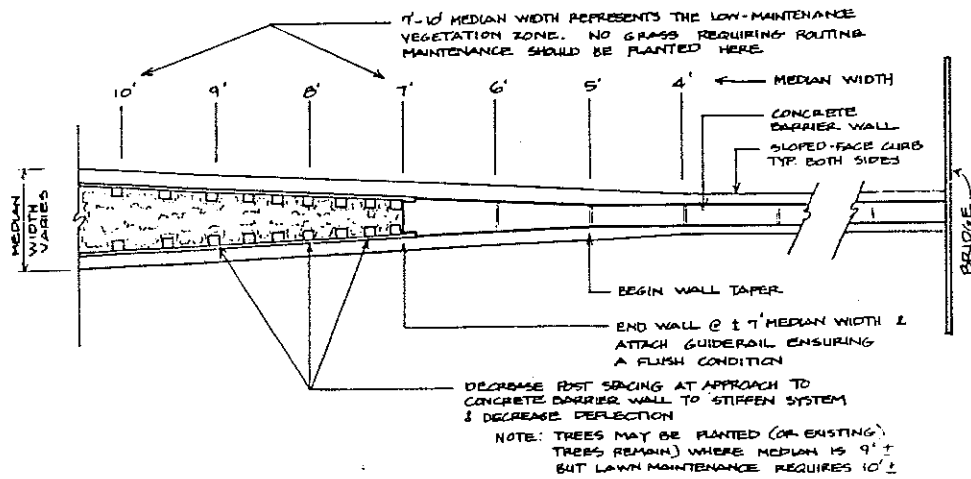 7'-10' MEDIAN WIDTH REPRESENTS THE LOW-MAINTENANCE
VEGETATION ZONE. NO GRASS REQUIRING ROUTINE
MAINTENANCE SHOULD BE PLANTED HERE
10'
9'
8'
7'
6'
5'
4'
MEDIAN WIDTH
CONCRETE
BARRIER WALL
SLOPED-FACE CURB
TYP. BOTH SIDES
MEDIAN
WIDTH
VARIES
BRIDGE
BEGIN WALL TAPER
END WALL @ ± 7' MEDIAN WIDTH &
ATTACH GUIDERAIL ENSURING
A FLUSH CONDITION
DECREASE POST SPACING AT APPROACH TO
CONCRETE BARRIER WALL TO STIFFEN SYSTEM
& DECREASE DEFLECTION
NOTE: TREES MAY BE PLANTED (OR EXISTING
TREES REMAIN) WHERE MEDIAN IS 9' ±
BUT LAWN MAINTENANCE REQUIRES 10' ±